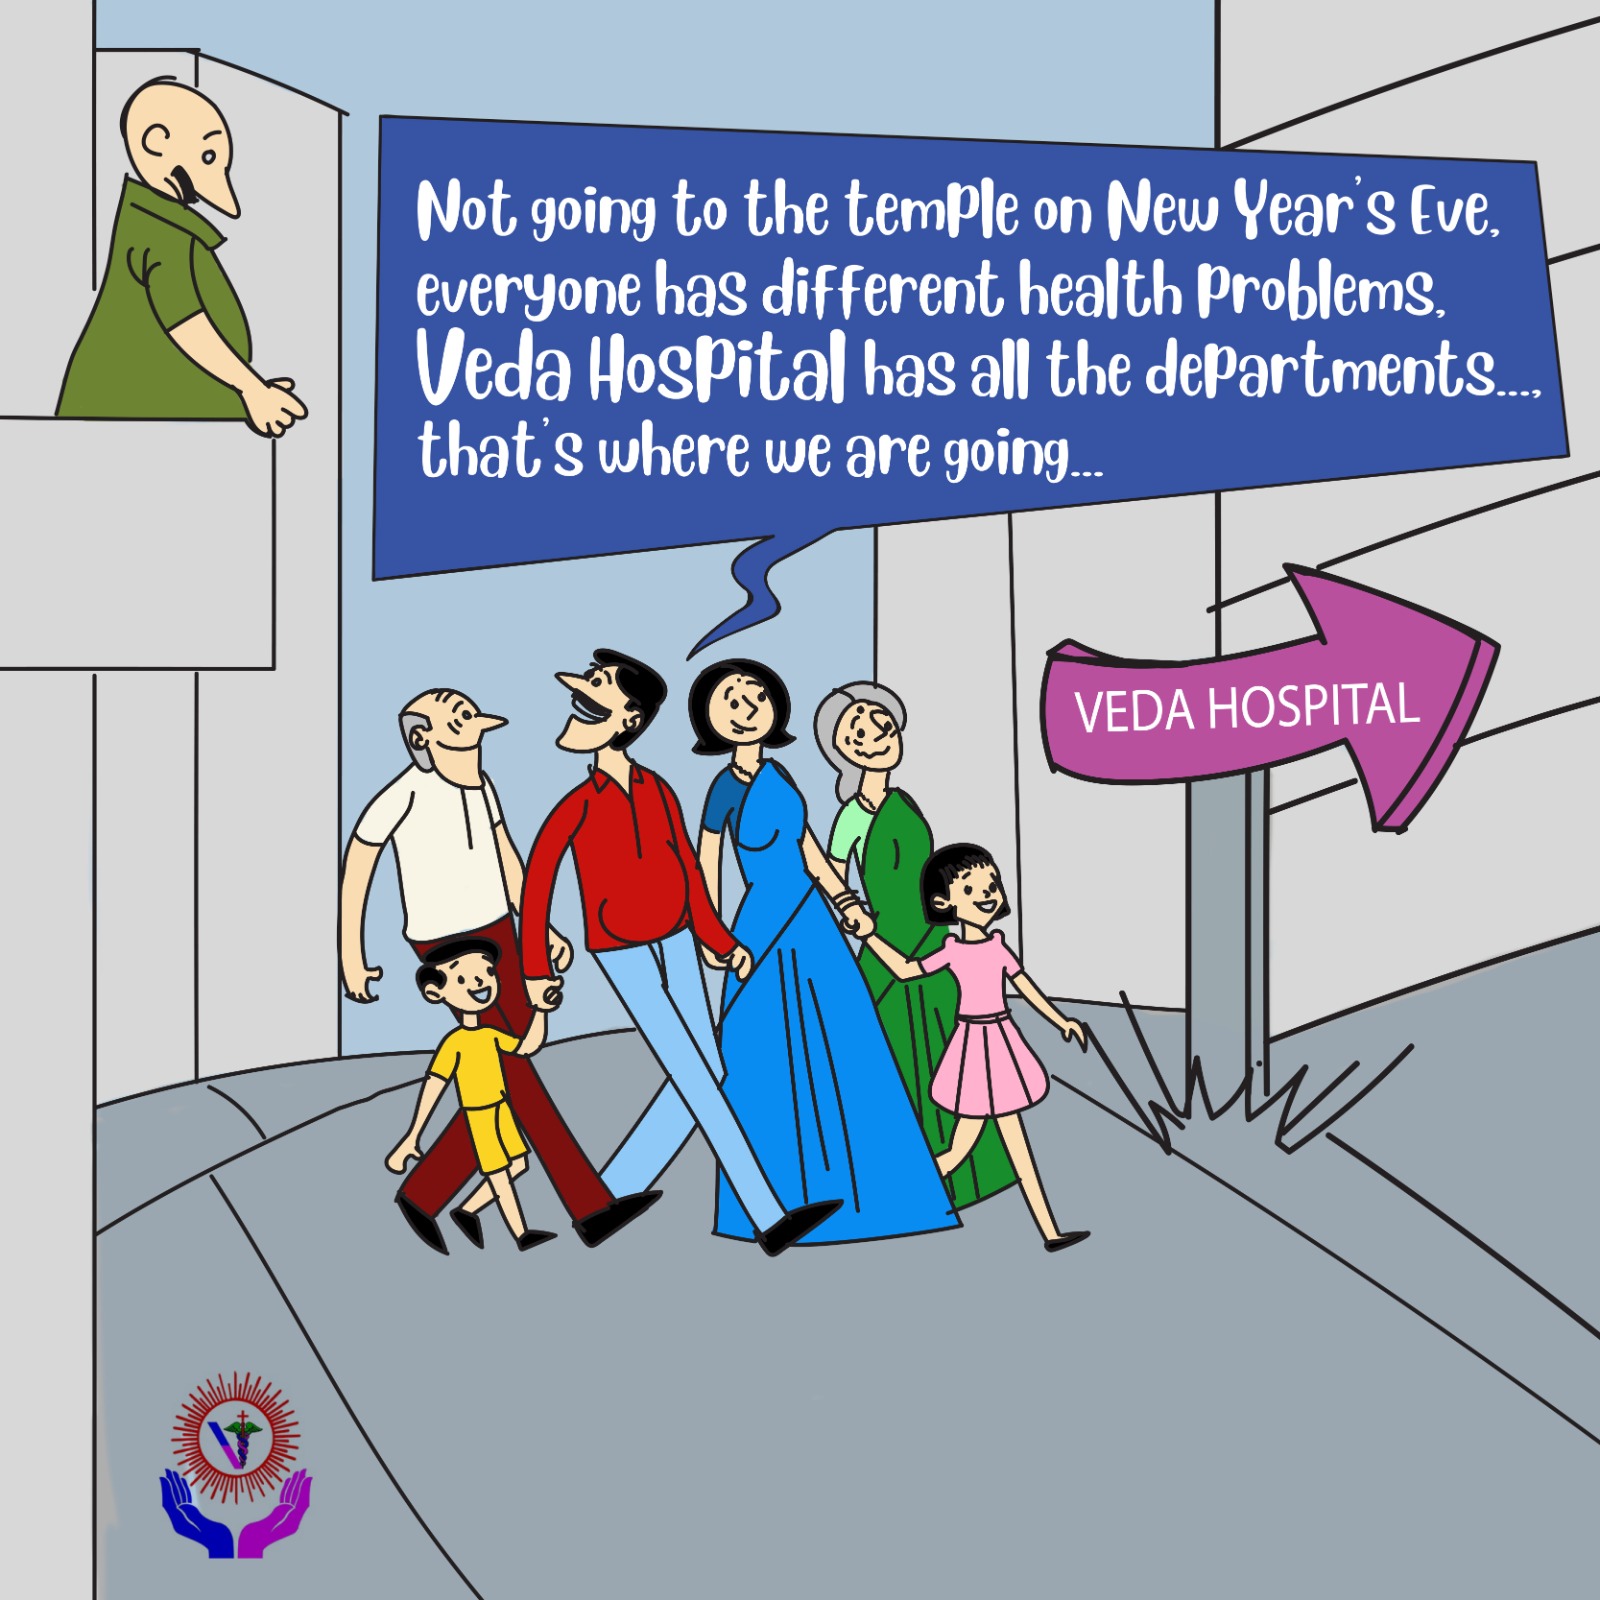 Not going to the temple on New Year's Eve,
everyone has different health problems,
Veda Hospital has all the departments...,
that's where we are going...
VEDA HOSPITAL